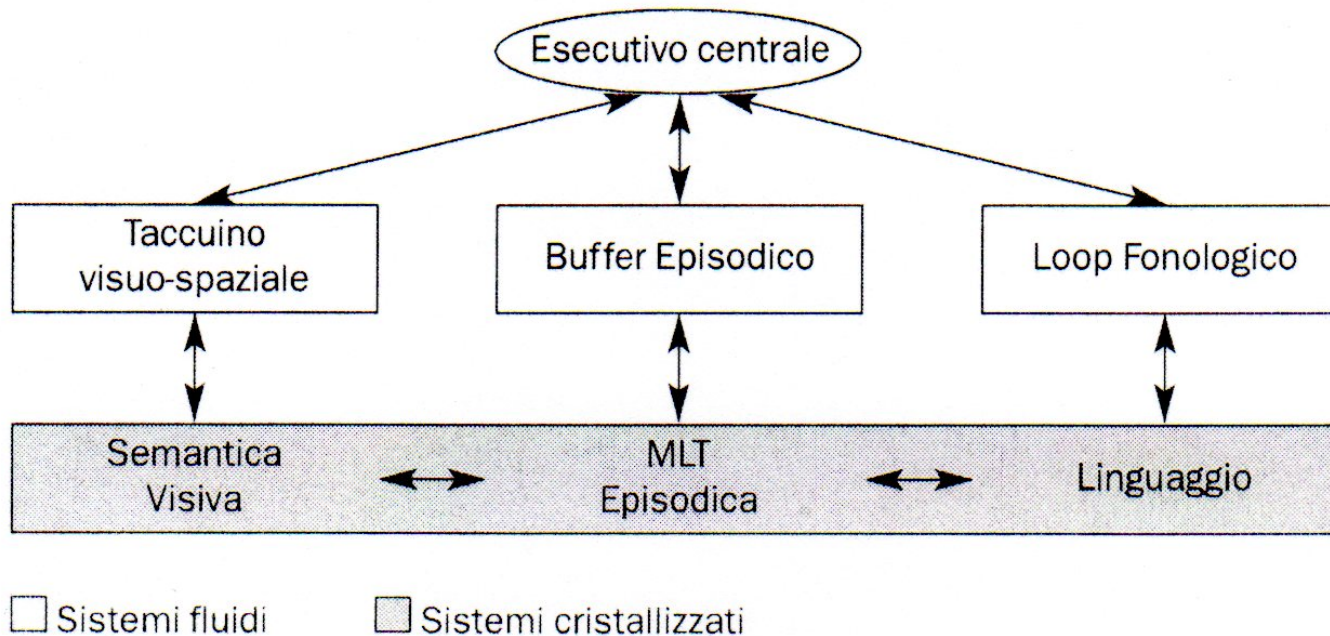 Esecutivo centrale
Taccuino
visuo-spaziale
Buffer Episodico
Loop Fonologico
Semantica
Visiva
MLT
Episodica
Linguaggio
Sistemi fluidi
Sistemi cristallizzati